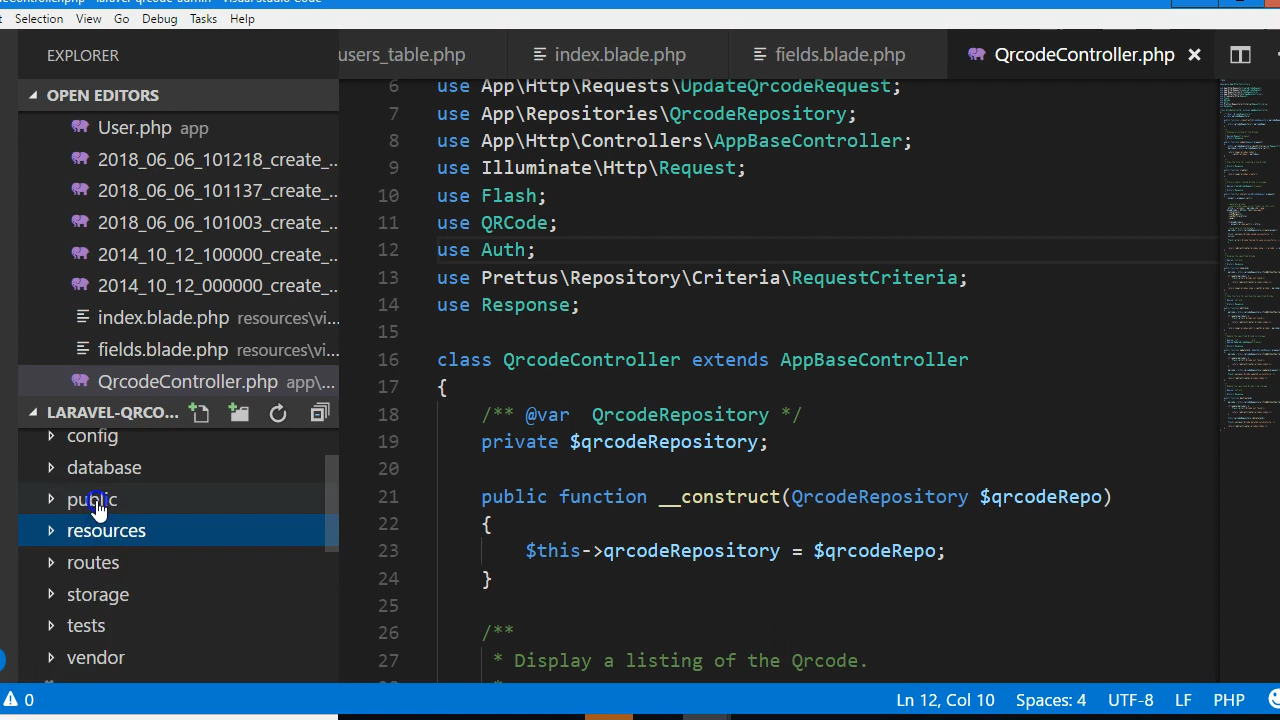 Selection View Go Debug Tasks Help
EXPLORER
users_table.php index.blade.php fields.blade.php QrcodeController.php
OPEN EDITORS
User.php app
2018_06_06_101218_create_...
2018_06_06_101137_create_...
2018_06_06_101003_create_...
2014_10_12_100000_create_...
2014_10_12_000000_create_...
index.blade.php resources\vi...
fields.blade.php resources\vi...
QrcodeController.php app\...
LARAVEL-QRCO...
config
database
public
resources
routes
storage
tests
vendor
6 use App\Http\Requests\UpdateQrcodeRequest;
7 use App\Repositories\QrcodeRepository;
8 use App\Http\Controllers\AppBaseController;
9 use Illuminate\Http\Request;
10 use Flash;
11 use QRCode;
12 use Auth;
13 use Prettus\Repository\Criteria\RequestCriteria;
14 use Response;
15
16 class QrcodeController extends AppBaseController
17 {
18 /** @var QrcodeRepository */
19 private $qrcodeRepository;
20
21 public function __construct(QrcodeRepository $qrcodeRepo)
22 {
23 $this->qrcodeRepository = $qrcodeRepo;
24 }
25
26 /**
27 * Display a listing of the Qrcode.
0 Ln 12, Col 10 Spaces: 4 UTF-8 LF PHP